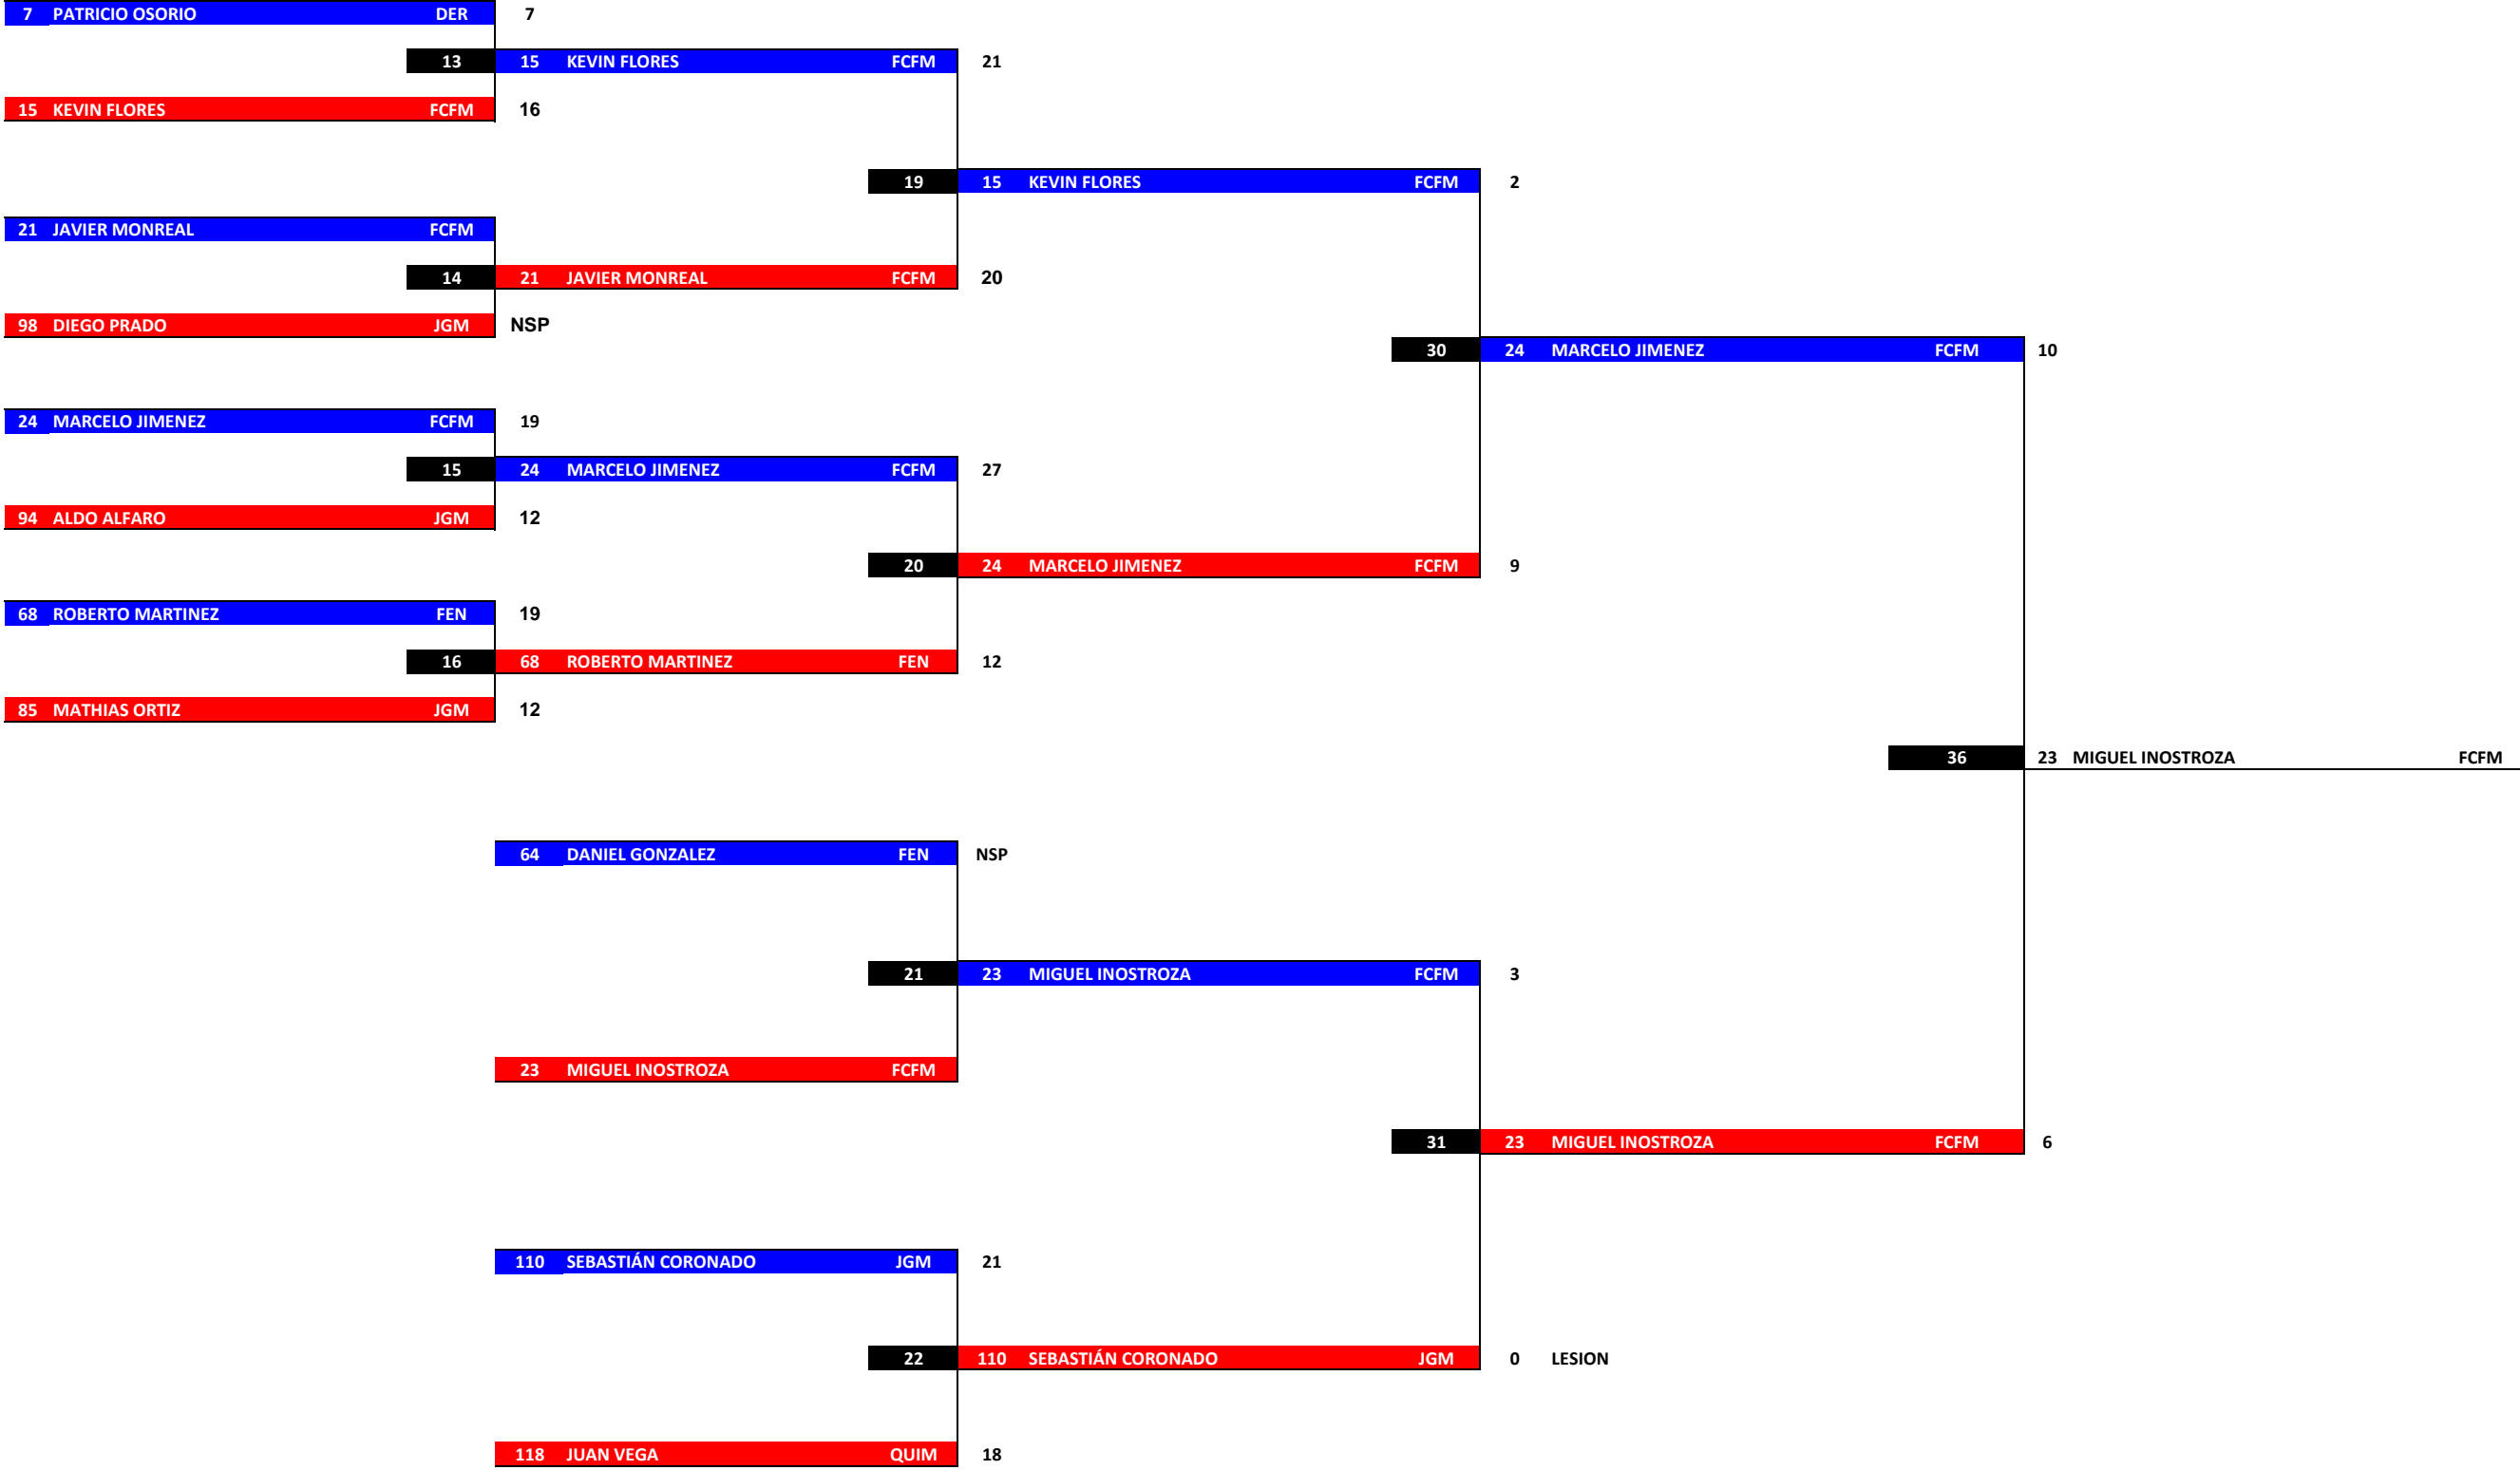 7 PATRICIO OSORIO DER 7
13 15 KEVIN FLORES FCFM 21
15 KEVIN FLORES FCFM 16
19 15 KEVIN FLORES FCFM 2
21 JAVIER MONREAL FCFM
14 21 JAVIER MONREAL FCFM 20
98 DIEGO PRADO JGM NSP
30 24 MARCELO JIMENEZ FCFM 10
24 MARCELO JIMENEZ FCFM 19
15 24 MARCELO JIMENEZ FCFM 27
94 ALDO ALFARO JGM 12
20 24 MARCELO JIMENEZ FCFM 9
68 ROBERTO MARTINEZ FEN 19
16 68 ROBERTO MARTINEZ FEN 12
85 MATHIAS ORTIZ JGM 12
36 23 MIGUEL INOSTROZA FCFM
64 DANIEL GONZALEZ FEN NSP
21 23 MIGUEL INOSTROZA FCFM 3
23 MIGUEL INOSTROZA FCFM
31 23 MIGUEL INOSTROZA FCFM 6
110 SEBASTIÁN CORONADO JGM 21
22 110 SEBASTIÁN CORONADO JGM 0 LESION
118 JUAN VEGA QUIM 18